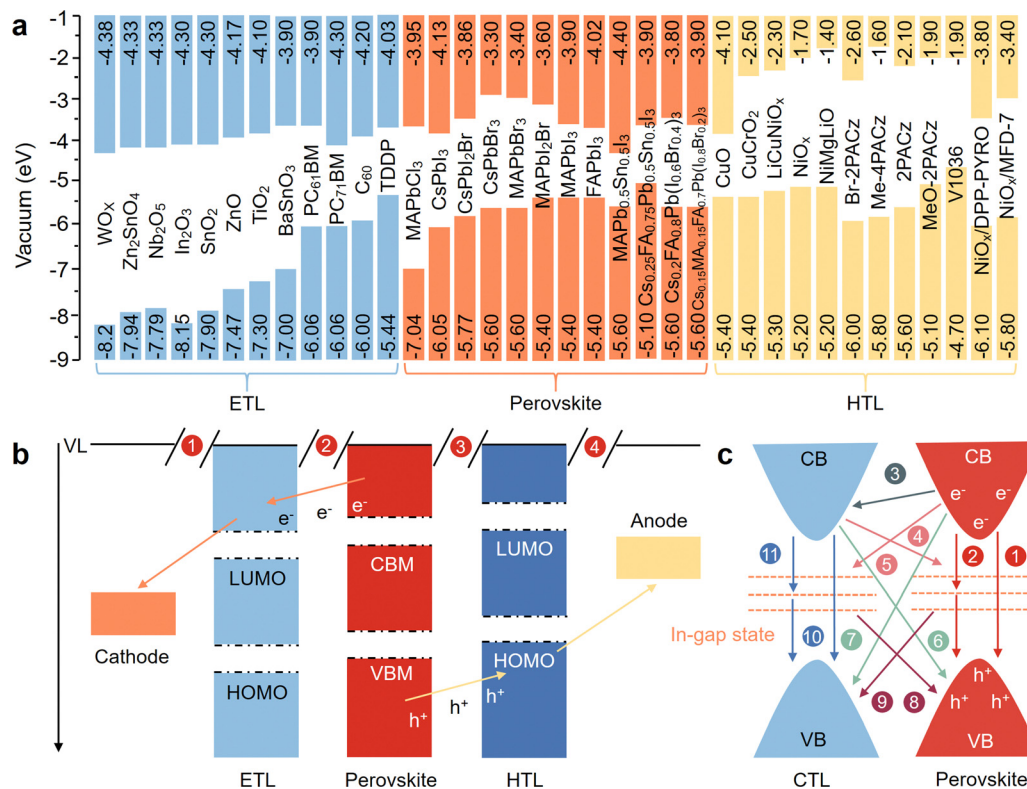 a
Vacuum (eV)
-1
-2
-3
-4
-5
-6
-7
-8
-9
-4.38
-4.33
-4.33
-4.30
-4.30
-4.17
-4.10
-3.90
-3.90
-4.30
-4.20
-4.03
-3.95
-4.13
-3.86
-3.30
-3.40
-3.60
-3.90
-4.02
-4.40
-3.90
-3.80
-3.90
-4.10
-2.50
-2.30
-1.70
-1.40
-2.60
-1.60
-2.10
-1.90
-1.90
-3.80
-3.40
WOₓ
Zn₂SnO₄
Nb₂O₅
In₂O₃
SnO₂
ZnO
TiO₂
BaSnO₃
PC₆₁BM
PC₇₁BM
C₆₀
TDDP
MAPbCl₃
CsPbI₃
CsPbI₂Br
CsPbBr₃
MAPbBr₃
MAPbI₂Br
MAPbI₃
FAPbI₃
MAPb₀.₅Sn₀.₅I₃
Cs₀.₂₅FA₀.₇₅Pb₀.₅Sn₀.₅I₃
Cs₀.₂FA₀.₈Pb(I₀.₆Br₀.₄)₃
Cs₀.₁₅MA₀.₁₅FA₀.₇Pb(I₀.₈Br₀.₂)₃
CuO
CuCrO₂
LiCuNiOₓ
NiOₓ
NiMgLiO
Br-2PACz
Me-4PACz
2PACz
MeO-2PACz
V1036
NiOₓ/DPP-PYRO
NiOₓ/MFD-7
-8.2
-7.94
-7.79
-8.15
-7.90
-7.47
-7.30
-7.00
-6.06
-6.06
-6.00
-5.44
-7.04
-6.05
-5.77
-5.60
-5.60
-5.40
-5.40
-5.40
-5.60
-5.10
-5.60
-5.60
-5.40
-5.40
-5.30
-5.20
-5.20
-6.00
-5.80
-5.60
-5.10
-4.70
-6.10
-5.80
ETL
Perovskite
HTL
b
VL
1
2
3
4
e⁻
e⁻
e⁻
Anode
LUMO
CBM
LUMO
Cathode
HOMO
VBM
HOMO
h⁺
h⁺
h⁺
ETL
Perovskite
HTL
c
CB
CB
3
e⁻
e⁻
e⁻
4
11
5
2
1
In-gap state
10
7
6
9
8
h⁺
h⁺
h⁺
VB
VB
CTL
Perovskite